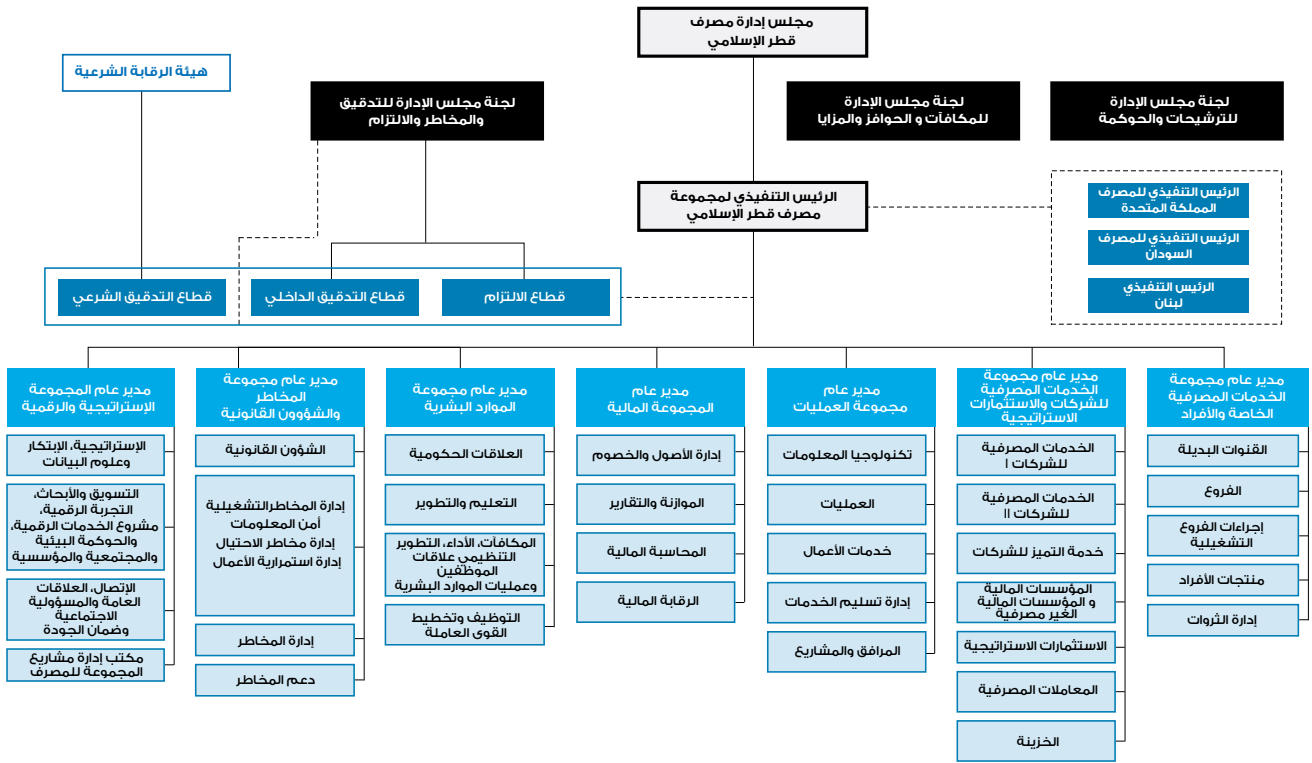 مجلس إدارة مصرف
قطر الإسلامي
هيئة الرقابة الشرعية
لجنة مجلس الإدارة
للترشيحات والحوكمة
لجنة مجلس الإدارة
للمكافآت و الحوافز والمزايا
لجنة مجلس الإدارة للتدقيق
والمخاطر والالتزام
الرئيس التنفيذي لمجموعة
مصرف قطر الإسلامي
الرئيس التنفيذي للمصرف
المملكة المتحدة
الرئيس التنفيذي للمصرف
السودان
الرئيس التنفيذي
لبنان
قطاع الالتزام
قطاع التدقيق الداخلي
قطاع التدقيق الشرعي
مدير عام مجموعة
الخدمات المصرفية
الخاصة والأفراد
القنوات البديلة
الفروع
إجراءات الفروع
التشغيلية
منتجات الأفراد
إدارة الثروات
مدير عام مجموعة
الخدمات المصرفية
للشركات والاستثمارات
الاستراتيجية
الخدمات المصرفية
للشركات I
الخدمات المصرفية
للشركات II
خدمة التميز للشركات
المؤسسات المالية
و المؤسسات المالية
الغير مصرفية
الاستثمارات الاستراتيجية
المعاملات المصرفية
الخزينة
مدير عام
مجموعة العمليات
تكنولوجيا المعلومات
العمليات
خدمات الأعمال
إدارة تسليم الخدمات
المرافق والمشاريع
مدير عام
المجموعة المالية
إدارة الأصول والخصوم
الموازنة والتقارير
المحاسبة المالية
الرقابة المالية
مدير عام مجموعة
الموارد البشرية
العلاقات الحكومية
التعليم والتطوير
المكافآت، الأداء، التطوير
التنظيمي علاقات
الموظفين
وعمليات الموارد البشرية
التوظيف وتخطيط
القوى العاملة
مدير عام مجموعة
المخاطر
والشؤوون القانونية
الشؤون القانونية
إدارة المخاطرالتشغيلية
أمن المعلومات
إدارة مخاطر الاحتيال
إدارة استمرارية الأعمال
إدارة المخاطر
دعم المخاطر
مدير عام المجموعة
الإستراتيجية والرقمية
الإستراتيجية، الإبتكار
وعلوم البيانات
التسويق والأبحاث،
التجربة الرقمية،
مشروع الخدمات الرقمية،
والحوكمة البيئية
والمجتمعية والمؤسسية
الإتصال، العلاقات
العامة والمسؤولية
الاجتماعية
وضمان الجودة
مكتب إدارة مشاريع
المجموعة للمصرف